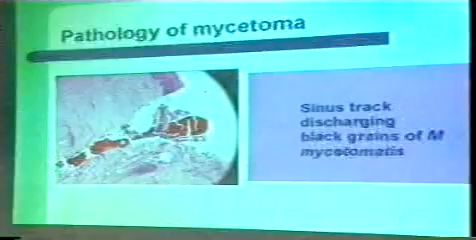 Pathology of mycetoma
Sinus track
discharging
black grains of M
mycetomatis